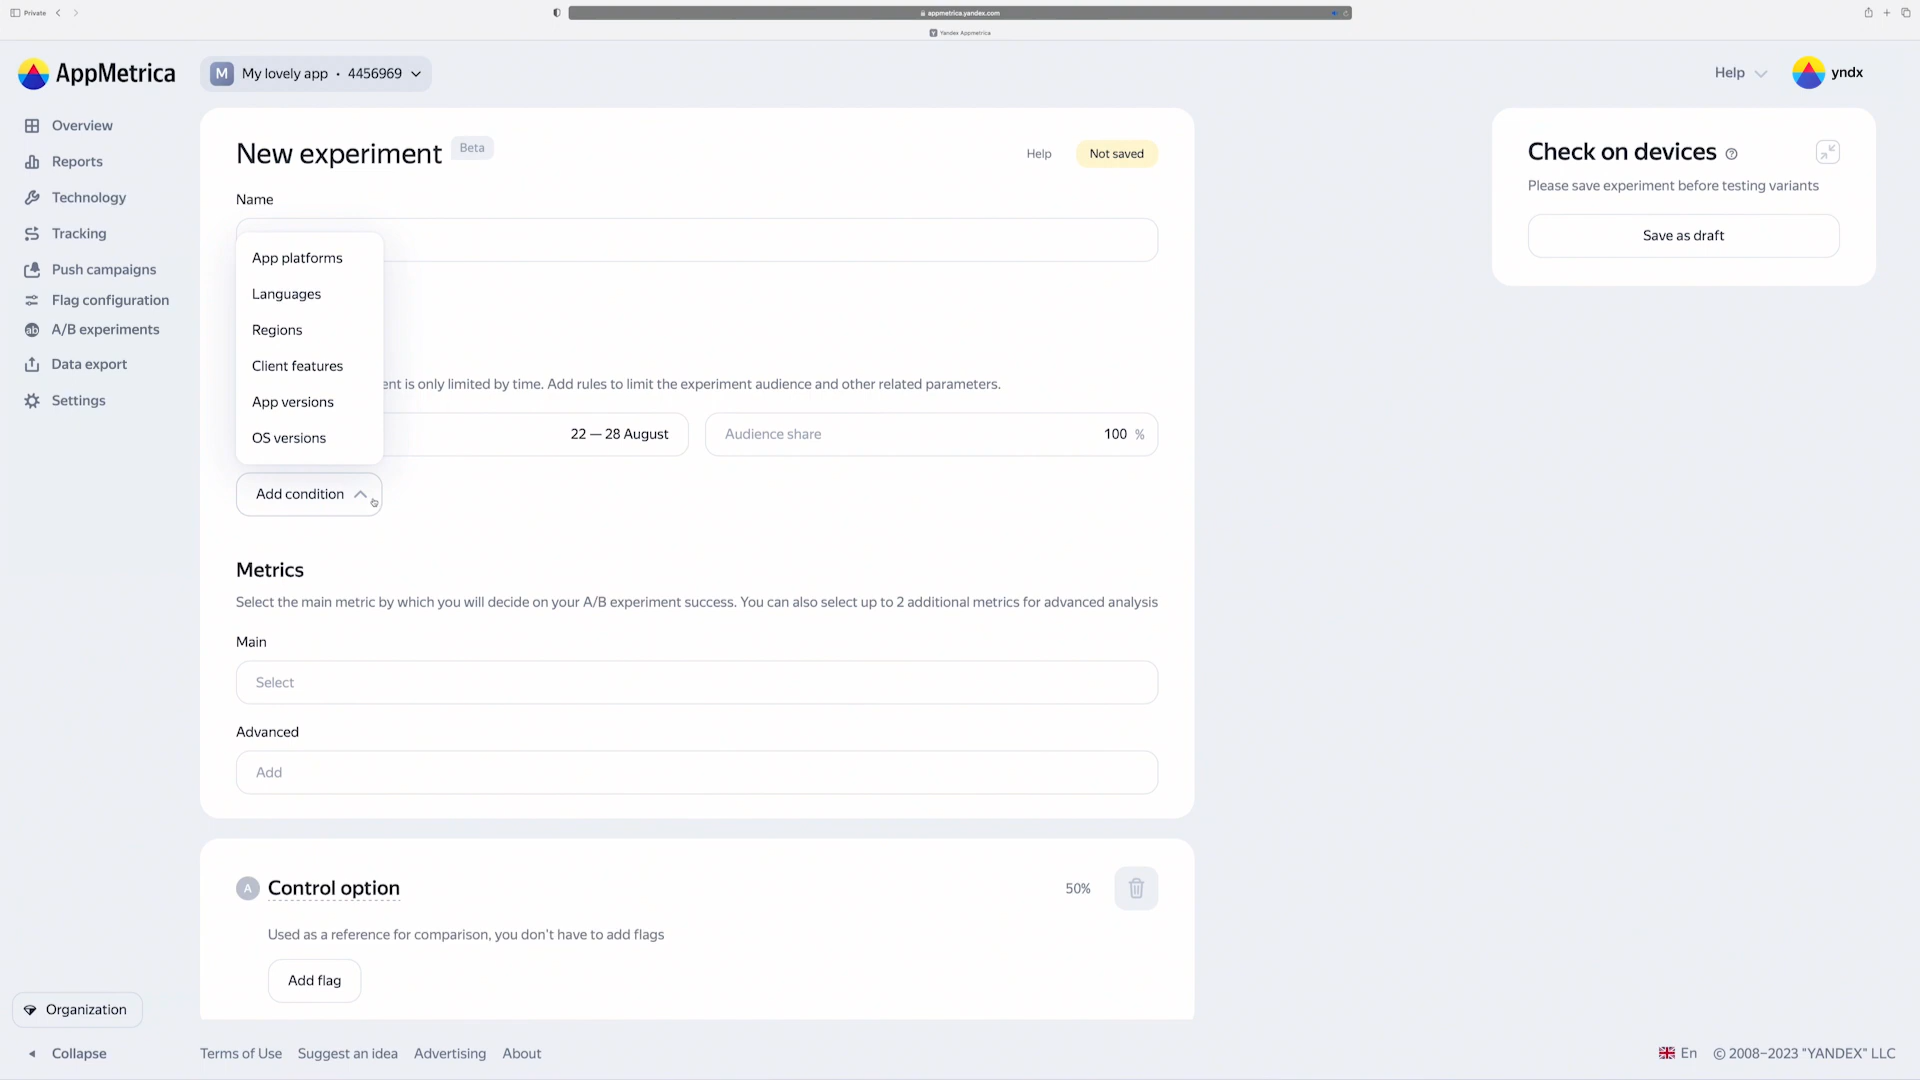 Private
appmetrica.yandex.com
Y Yandex Appmetrica
AppMetrica
M My lovely app • 4456969
Help
yndx
Overview
Reports
Technology
Tracking
Push campaigns
Flag configuration
ab A/B experiments
Data export
Settings
Organization
Collapse
New experiment Beta
Help
Not saved
Name
App platforms
Languages
Regions
Client features
App versions
OS versions
ent is only limited by time. Add rules to limit the experiment audience and other related parameters.
22 — 28 August
Audience share 100 %
Add condition
Metrics
Select the main metric by which you will decide on your A/B experiment success. You can also select up to 2 additional metrics for advanced analysis
Main
Select
Advanced
Add
A Control option 50%
Used as a reference for comparison, you don't have to add flags
Add flag
Check on devices ?
Please save experiment before testing variants
Save as draft
Terms of Use Suggest an idea Advertising About
En © 2008–2023 "YANDEX" LLC